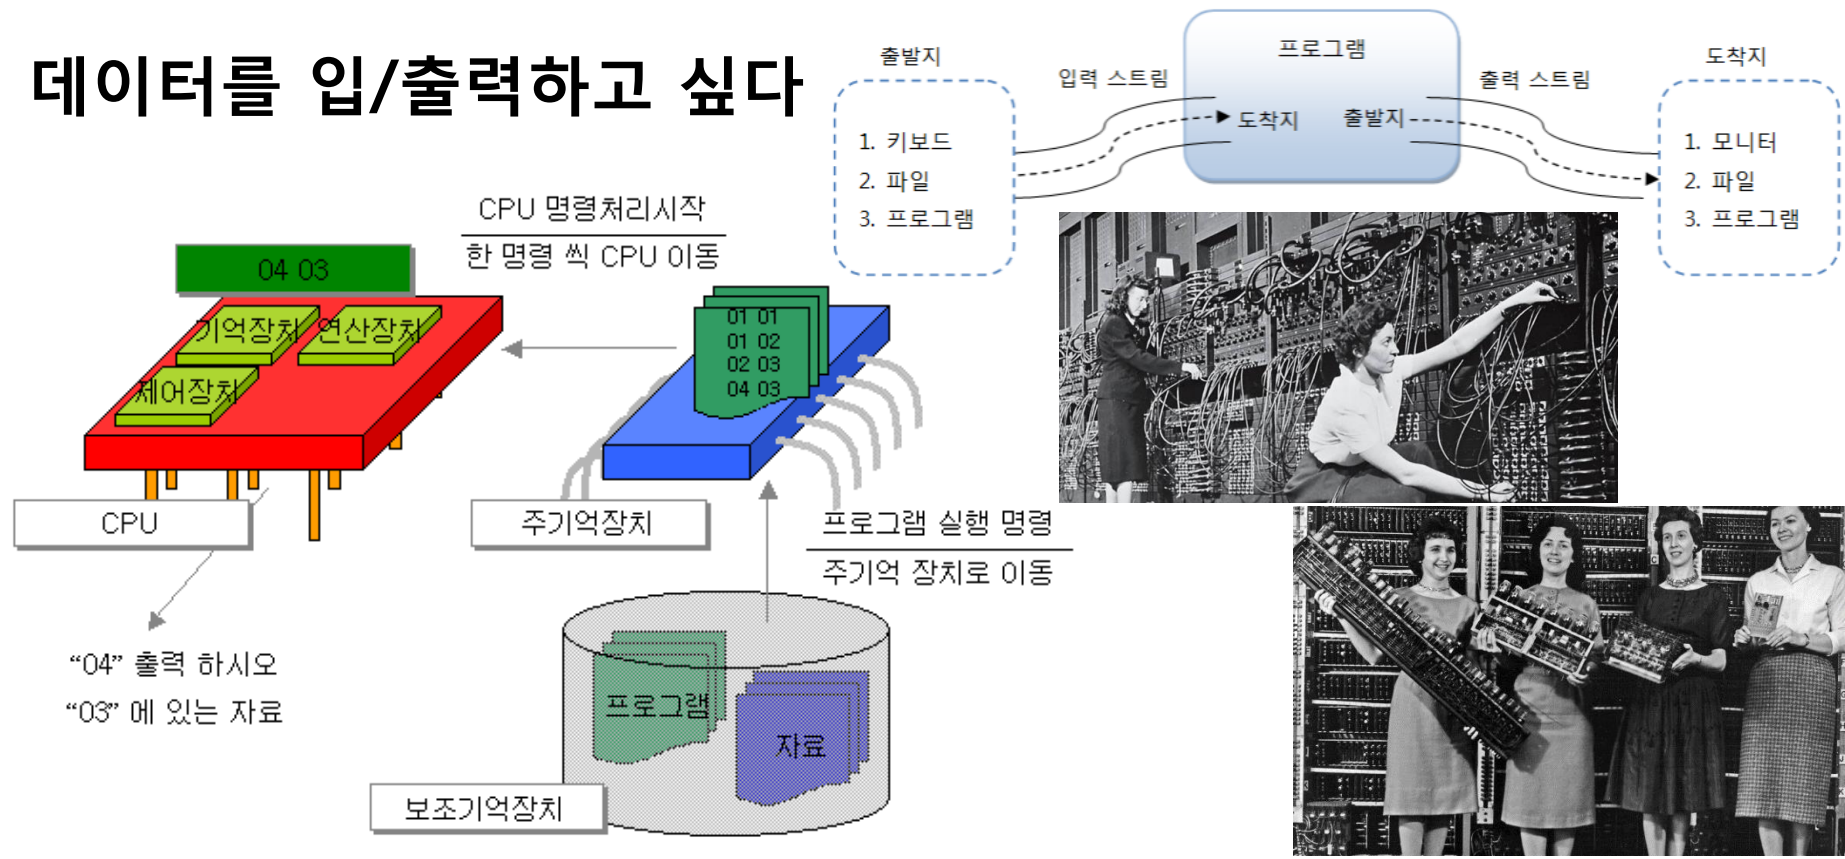 데이터를 입/출력하고 싶다
출발지
1. 키보드
2. 파일
3. 프로그램
입력 스트림
프로그램
도착지
출발지
출력 스트림
도착지
1. 모니터
2. 파일
3. 프로그램
CPU 명령처리시작
한 명령 씩 CPU 이동
04 03
기억장치
연산장치
제어장치
CPU
01 01
01 02
02 03
04 03
주기억장치
프로그램 실행 명령
주기억 장치로 이동
“04” 출력 하시오
“03” 에 있는 자료
프로그램
자료
보조기억장치